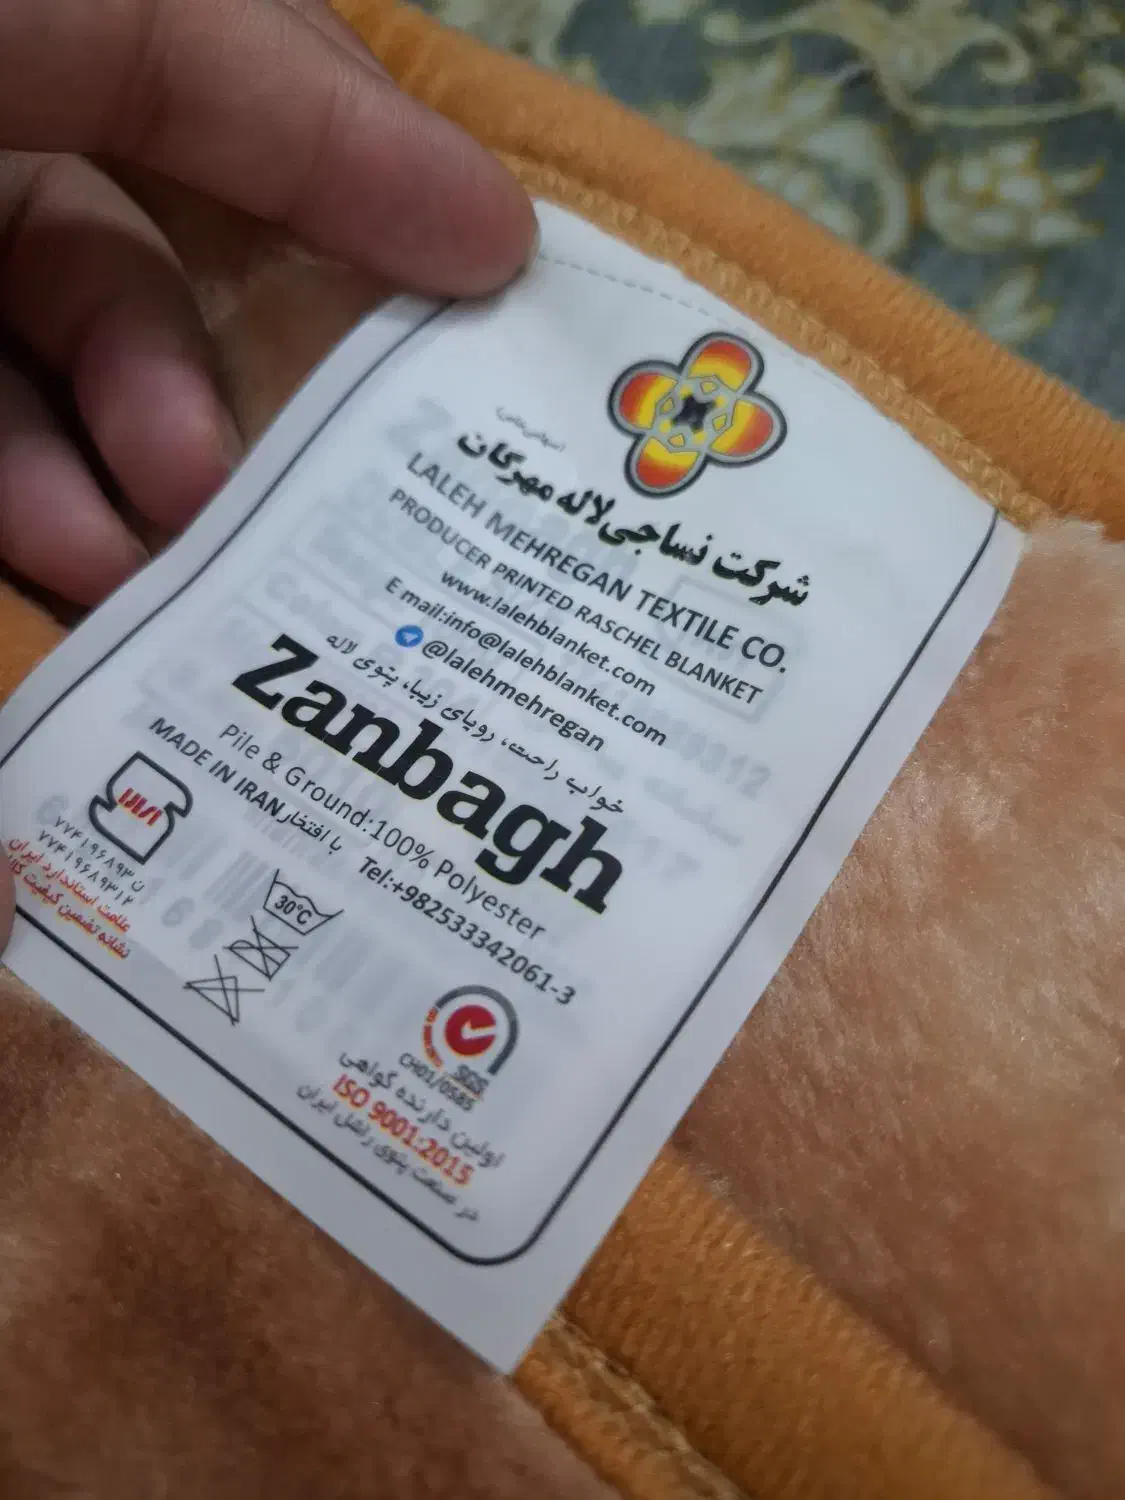 (سهامی خاص)
شرکت نساجی لاله مهرگان
LALEH MEHREGAN TEXTILE CO.
PRODUCER PRINTED RASCHEL BLANKET
www.lalehblanket.com
E mail:info@lalehblanket.com
@lalehmehregan
خواب راحت، رویای زیبا، پتوی لاله
Zanbagh
Pile & Ground:100% Polyester
MADE IN IRAN با افتخار Tel:+982533342061-3
ن ۷۷۴۱۹۶۸۹۳
۷۷۴۱۹۶۸۹۳۱۲
علامت استاندارد ایران
نشانه تضمین کیفیت کالا
30°C
SGS
CH01/0585
اولین دارنده گواهی
ISO 9001:2015
در صنعت پتوی راشل ایران